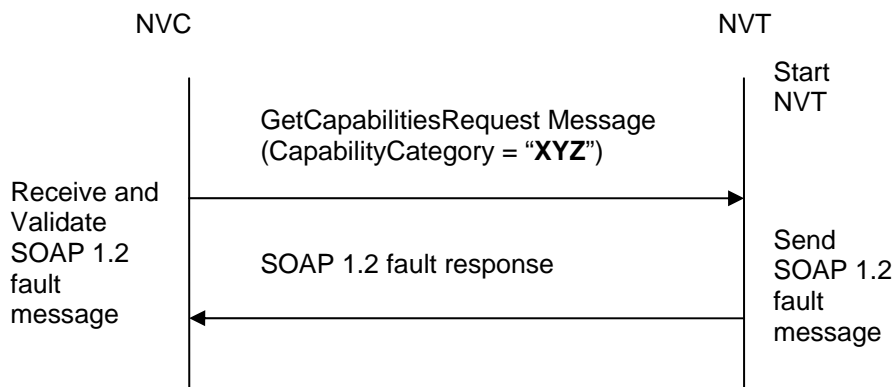 NVC
NVT
Start
NVT
GetCapabilitiesRequest Message
(CapabilityCategory = “XYZ”)
Receive and
Validate
SOAP 1.2
fault
message
SOAP 1.2 fault response
Send
SOAP 1.2
fault
message